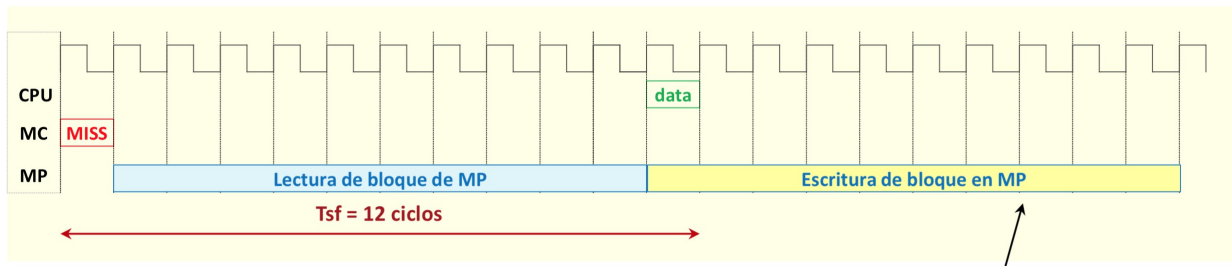 CPU
data
MC
MISS
MP
Lectura de bloque de MP
Escritura de bloque en MP
Tsf = 12 ciclos